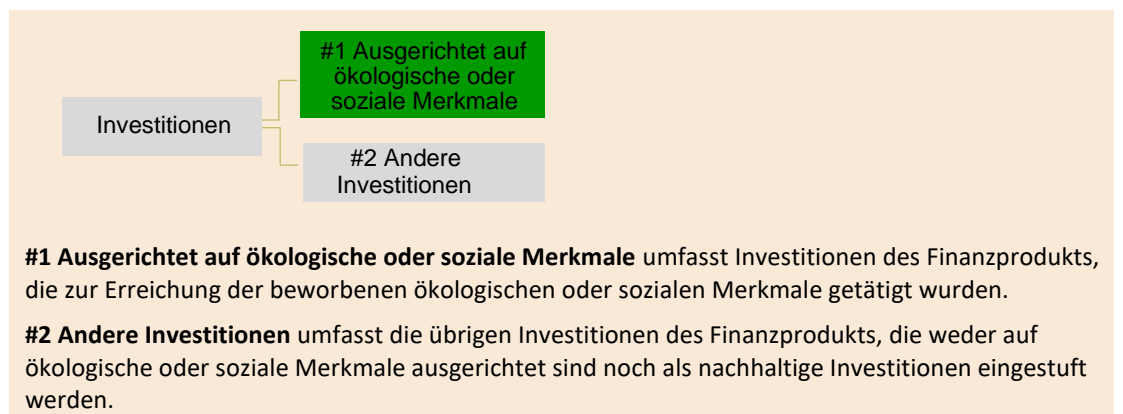 #1 Ausgerichtet auf
ökologische oder
soziale Merkmale
Investitionen
#2 Andere
Investitionen
#1 Ausgerichtet auf ökologische oder soziale Merkmale umfasst Investitionen des Finanzprodukts,
die zur Erreichung der beworbenen ökologischen oder sozialen Merkmale getätigt wurden.
#2 Andere Investitionen umfasst die übrigen Investitionen des Finanzprodukts, die weder auf
ökologische oder soziale Merkmale ausgerichtet sind noch als nachhaltige Investitionen eingestuft
werden.